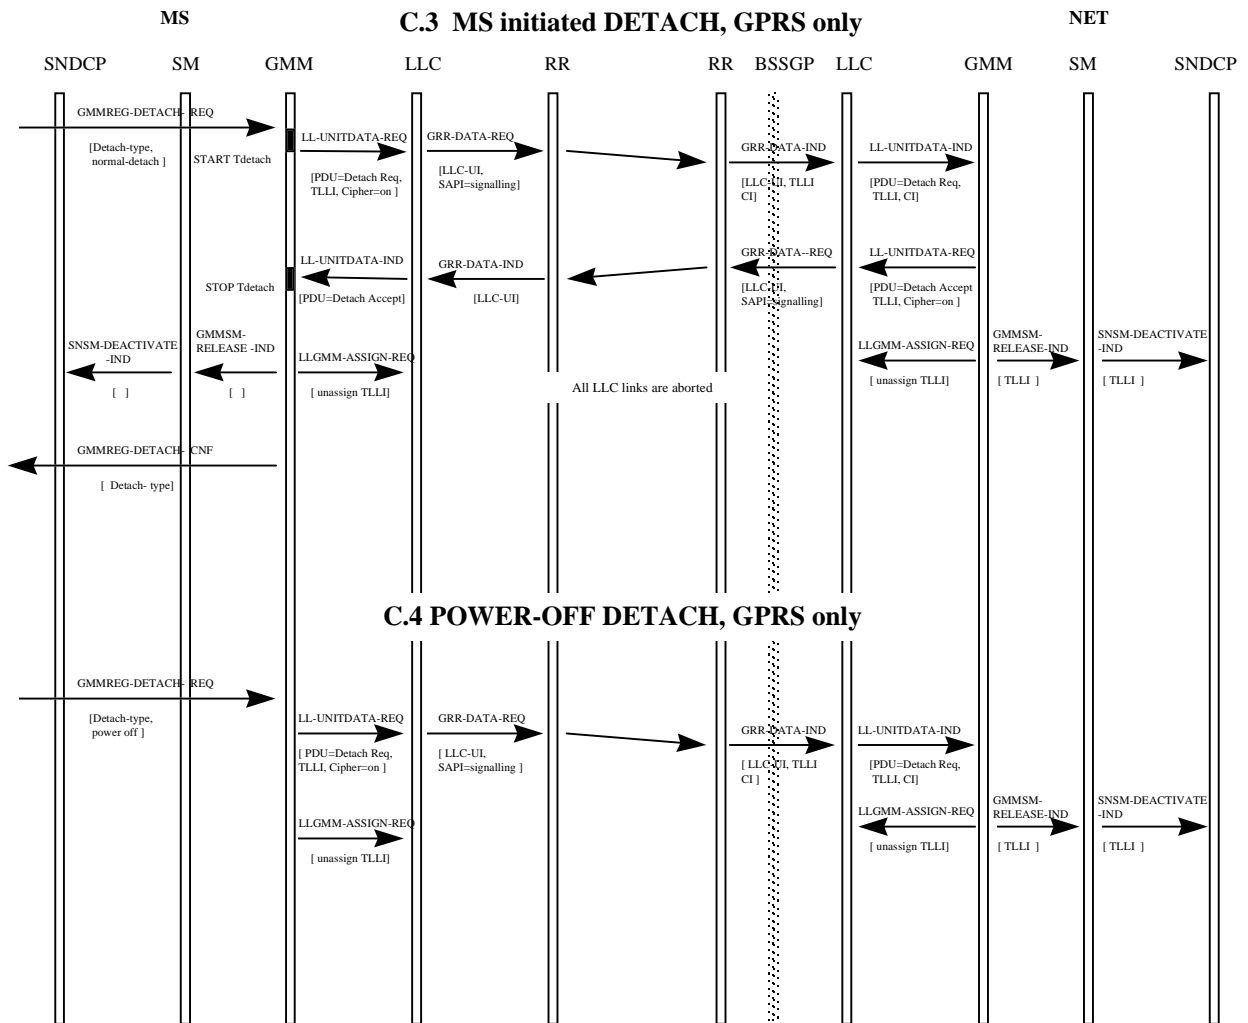 MS
C.3 MS initiated DETACH, GPRS only
NET
SNDCP SM GMM LLC RR RR BSSGP LLC GMM SM SNDCP
GMMREG-DETACH- REQ
[Detach-type,
normal-detach ]
START Tdetach
LL-UNITDATA-REQ
[PDU=Detach Req,
TLLI, Cipher=on ]
GRR-DATA-REQ
[LLC-UI,
SAPI=signalling]
GRR-DATA-IND
[LLC-UI, TLLI
CI]
LL-UNITDATA-IND
[PDU=Detach Req,
TLLI, CI]
LL-UNITDATA-IND
[PDU=Detach Accept]
STOP Tdetach
GRR-DATA-IND
[LLC-UI]
GRR-DATA--REQ
[LLC-UI,
SAPI=signalling]
LL-UNITDATA-REQ
[PDU=Detach Accept
TLLI, Cipher=on ]
SNSM-DEACTIVATE
-IND
[ ]
GMMSM-
RELEASE -IND
[ ]
LLGMM-ASSIGN-REQ
[ unassign TLLI]
All LLC links are aborted
LLGMM-ASSIGN-REQ
[ unassign TLLI]
GMMSM-
RELEASE-IND
[ TLLI ]
SNSM-DEACTIVATE
-IND
[ TLLI ]
GMMREG-DETACH- CNF
[ Detach- type]
C.4 POWER-OFF DETACH, GPRS only
GMMREG-DETACH- REQ
[Detach-type,
power off ]
LL-UNITDATA-REQ
[ PDU=Detach Req,
TLLI, Cipher=on ]
GRR-DATA-REQ
[ LLC-UI,
SAPI=signalling ]
GRR-DATA-IND
[ LLC-UI, TLLI
CI ]
LL-UNITDATA-IND
[PDU=Detach Req,
TLLI, CI]
LLGMM-ASSIGN-REQ
[ unassign TLLI]
LLGMM-ASSIGN-REQ
[ unassign TLLI]
GMMSM-
RELEASE-IND
[ TLLI ]
SNSM-DEACTIVATE
-IND
[ TLLI ]